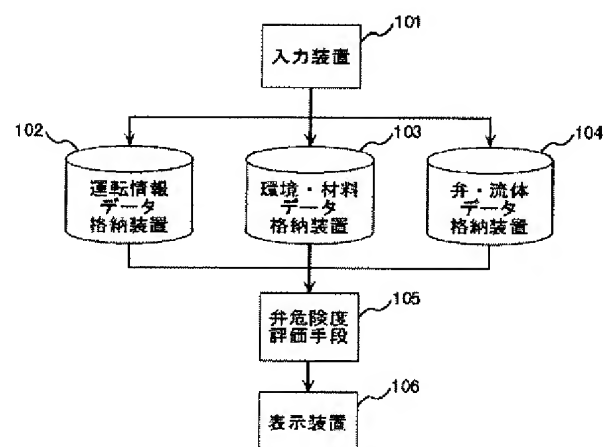 101
入力装置
102
運転情報
データ
格納装置
103
環境・材料
データ
格納装置
104
弁・流体
データ
格納装置
105
弁危険度
評価手段
106
表示装置